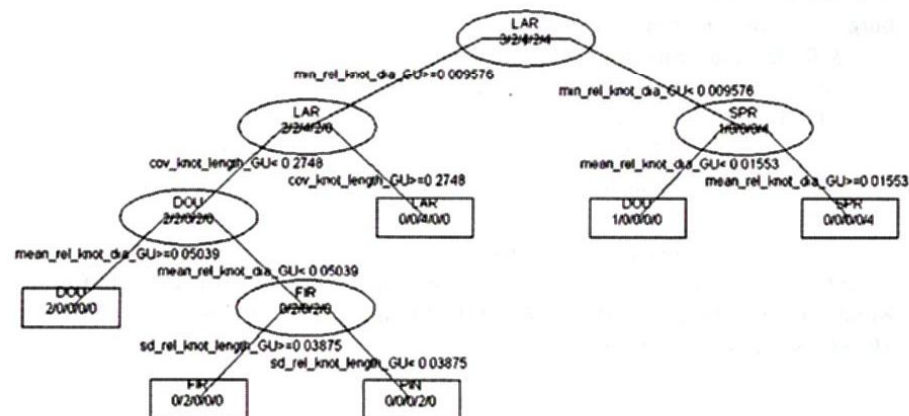 LAR
3/2/4/2/4
min_rel_knot_dia_GU>=0 009576
min_rel_knot_dia_GU< 0 009576
LAR
2/2/4/2/0
SPR
1/0/0/0/4
cov_knot_length_GU< 0 2748
cov_knot_length_GU>=0 2748
mean_rel_knot_dia_GU< 0 01553
mean_rel_knot_dia_GU>=0 01553
DOU
2/2/0/2/0
LAR
0/0/4/0/0
DOU
1/0/0/0/0
SPR
0/0/0/0/4
mean_rel_knot_dia_GU>=0 05039
mean_rel_knot_dia_GU< 0 05039
DOU
2/0/0/0/0
FIR
0/2/0/2/0
sd_rel_knot_length_GU>=0 03875
sd_rel_knot_length_GU< 0 03875
FIR
0/2/0/0/0
PIN
0/0/0/2/0